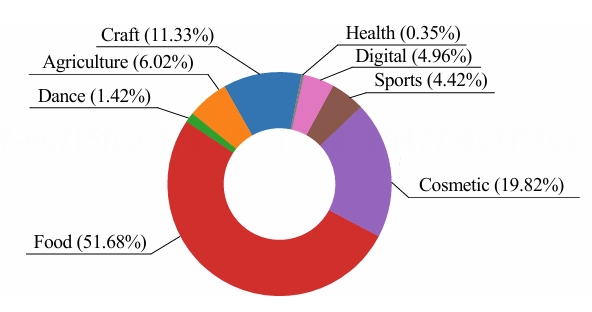 Craft (11.33%)
Health (0.35%)
Agriculture (6.02%)
Digital (4.96%)
Dance (1.42%)
Sports (4.42%)
Cosmetic (19.82%)
Food (51.68%)